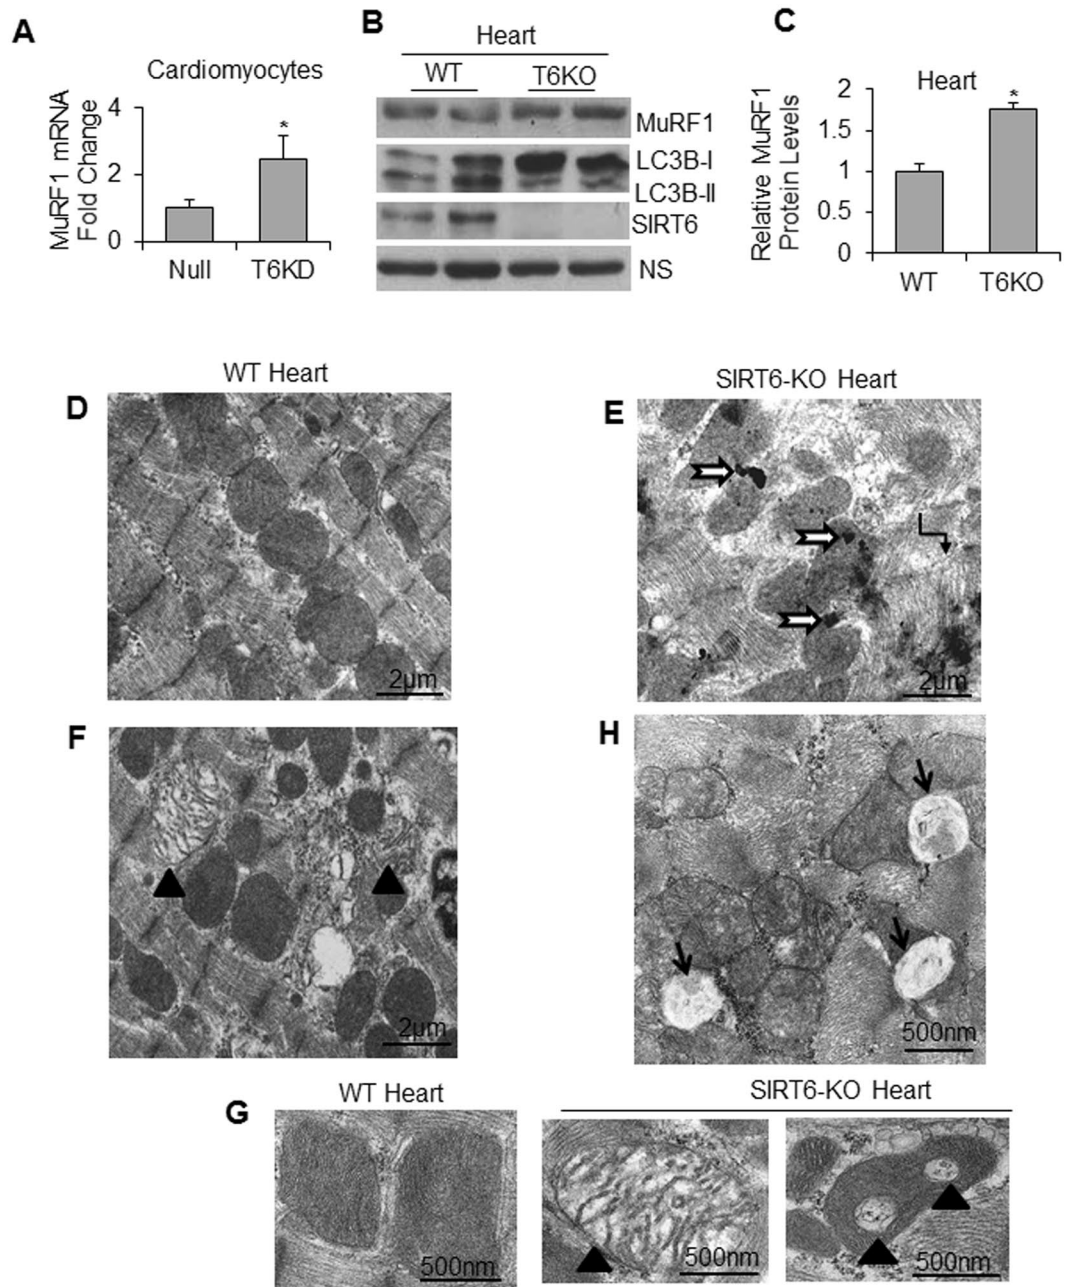 A
Cardiomyocytes
MuRF1 mRNA
Fold Change
4
2
0
*
Null
T6KD
B
Heart
WT
T6KO
MuRF1
LC3B-I
LC3B-II
SIRT6
NS
C
Heart
Relative MuRF1
Protein Levels
2
1.5
1
0.5
0
*
WT
T6KO
WT Heart
D
2µm
SIRT6-KO Heart
E
2µm
F
2µm
H
500nm
G
WT Heart
500nm
SIRT6-KO Heart
500nm
500nm